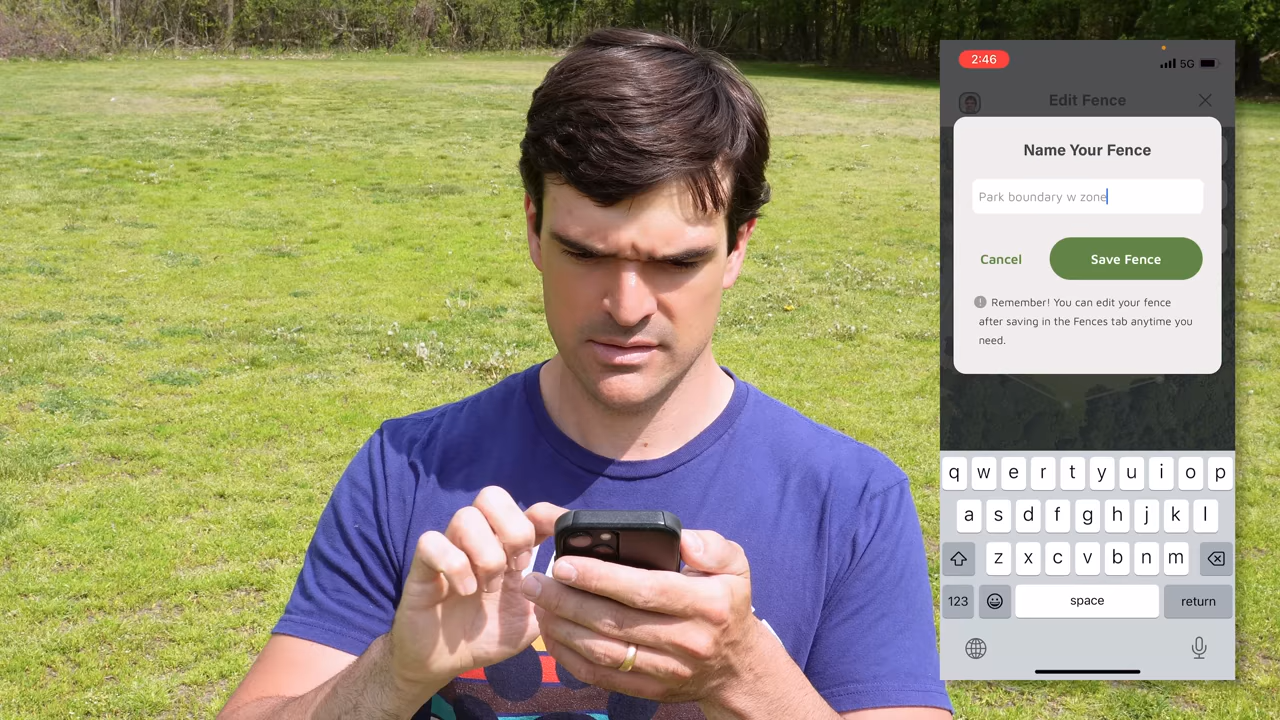 2:46
5G
Edit Fence
Name Your Fence
Park boundary w zone
Cancel
Save Fence
Remember! You can edit your fence
after saving in the Fences tab anytime you
need.
q w e r t y u i o p
a s d f g h j k l
z x c v b n m
123
space
return